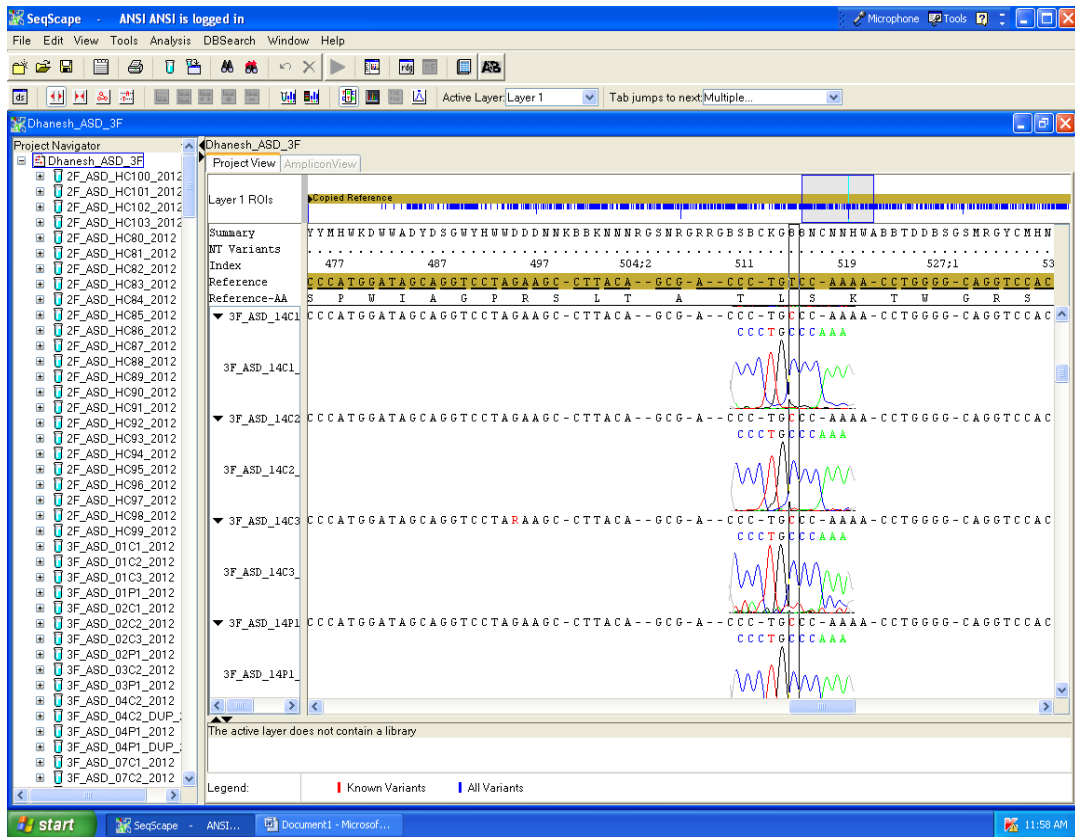 SeqScape - ANSI ANSI is logged in
Microphone Tools
File Edit View Tools Analysis DBSearch Window Help
Active Layer: Layer 1 Tab jumps to next: Multiple...
Dhanesh_ASD_3F
Project Navigator
Dhanesh_ASD_3F
2F_ASD_HC100_2012
2F_ASD_HC101_2012
2F_ASD_HC102_2012
2F_ASD_HC103_2012
2F_ASD_HC80_2012
2F_ASD_HC81_2012
2F_ASD_HC82_2012
2F_ASD_HC83_2012
2F_ASD_HC84_2012
2F_ASD_HC85_2012
2F_ASD_HC86_2012
2F_ASD_HC87_2012
2F_ASD_HC88_2012
2F_ASD_HC89_2012
2F_ASD_HC90_2012
2F_ASD_HC91_2012
2F_ASD_HC92_2012
2F_ASD_HC93_2012
2F_ASD_HC94_2012
2F_ASD_HC95_2012
2F_ASD_HC96_2012
2F_ASD_HC97_2012
2F_ASD_HC98_2012
2F_ASD_HC99_2012
3F_ASD_01C1_2012
3F_ASD_01C2_2012
3F_ASD_01C3_2012
3F_ASD_01P1_2012
3F_ASD_02C1_2012
3F_ASD_02C2_2012
3F_ASD_02C3_2012
3F_ASD_02P1_2012
3F_ASD_03C2_2012
3F_ASD_03P1_2012
3F_ASD_04C2_2012
3F_ASD_04C2_DUP_
3F_ASD_04P1_2012
3F_ASD_04P1_DUP_
3F_ASD_07C1_2012
3F_ASD_07C2_2012
Dhanesh_ASD_3F
Project View AmpliconView
Layer 1 ROIs Copied Reference
Summary
NT Variants
Index 477 487 497 504;2 511 519 527;1 53
Reference CCCATGGATAGCAGGTCCTAGAAGC-CTTACA--GCG-A--CCC-TGTCC-AAAA-CCTGGGG-CAGGTCCAC
Reference-AA S P W I A G P R S L T A T L S K T W G R S
3F_ASD_14C1 CCCATGGATAGCAGGTCCTAGAAGC-CTTACA--GCG-A--CCC-TGCCC-AAAA-CCTGGGG-CAGGTCCAC
CCCTGCCCAAA
3F_ASD_14C1_
3F_ASD_14C2 CCCATGGATAGCAGGTCCTAGAAGC-CTTACA--GCG-A--CCC-TGCCC-AAAA-CCTGGGG-CAGGTCCAC
CCCTGCCCAAA
3F_ASD_14C2_
3F_ASD_14C3 CCCATGGATAGCAGGTCCTARAAGC-CTTACA--GCG-A--CCC-TGCCC-AAAA-CCTGGGG-CAGGTCCAC
CCCTGCCCAAA
3F_ASD_14C3_
3F_ASD_14P1 CCCATGGATAGCAGGTCCTAGAAGC-CTTACA--GCG-A--CCC-TGCCC-AAAA-CCTGGGG-CAGGTCCAC
CCCTGCCCAAA
3F_ASD_14P1_
The active layer does not contain a library
Legend: Known Variants All Variants
start SeqScape - ANSI... Document1 - Microsof... 11:58 AM